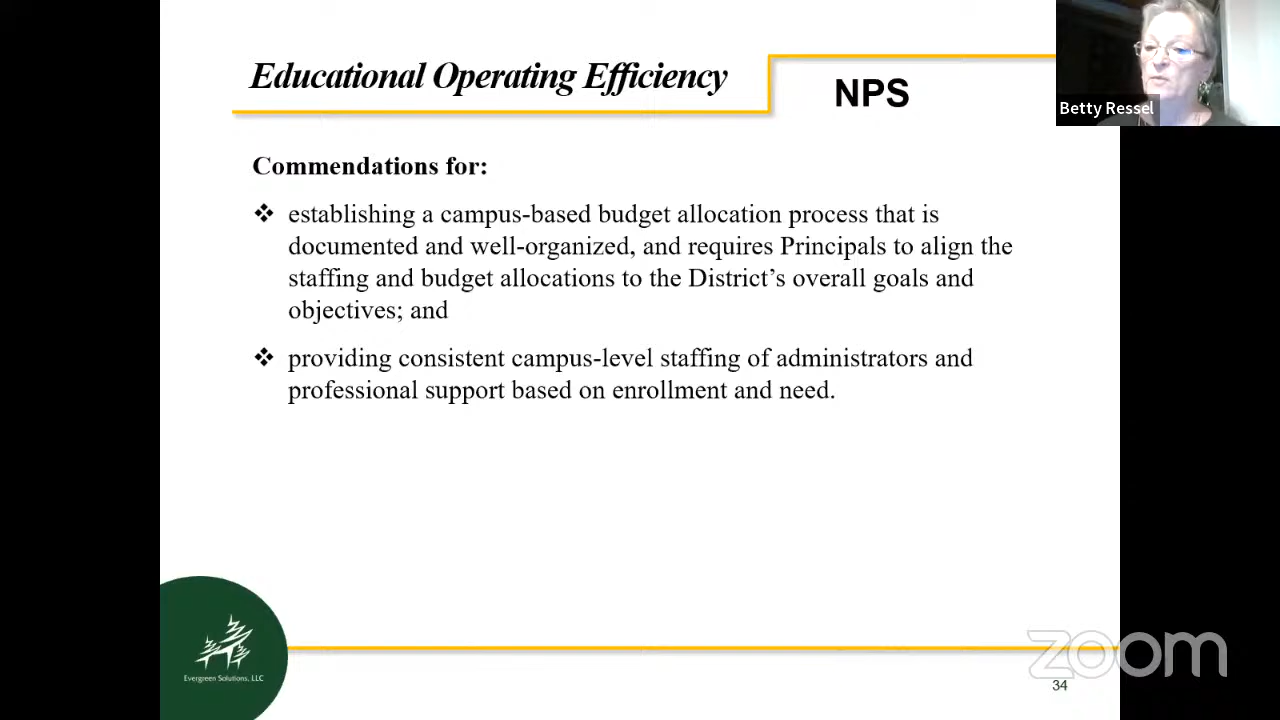 Educational Operating Efficiency
NPS
Betty Ressel
Commendations for:
❖ establishing a campus-based budget allocation process that is
documented and well-organized, and requires Principals to align the
staffing and budget allocations to the District’s overall goals and
objectives; and
❖ providing consistent campus-level staffing of administrators and
professional support based on enrollment and need.
Evergreen Solutions, LLC
zoom
34